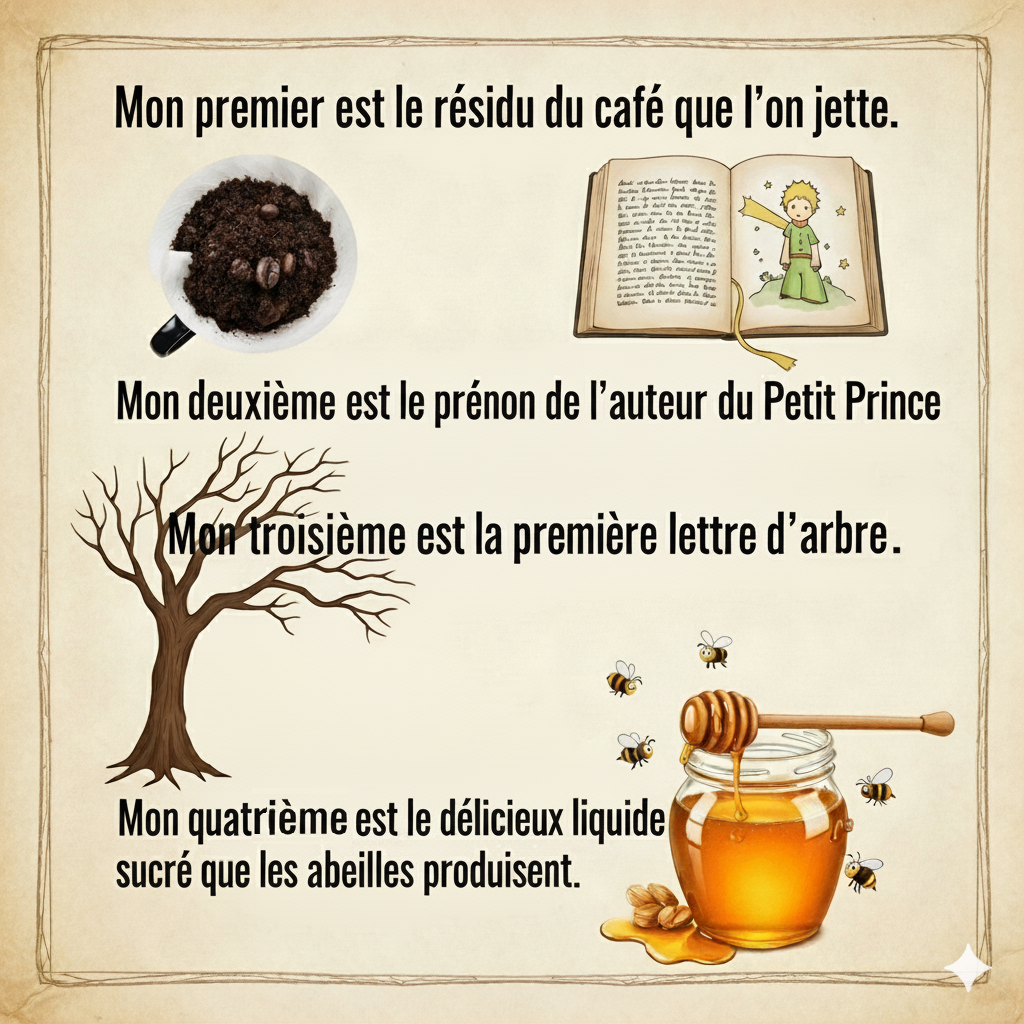 Mon premier est le résidu du café que l'on jette.
Mon deuxième est le prénon de l'auteur du Petit Prince
Mon troisième est la première lettre d'arbre.
Mon quatrième est le délicieux liquide
sucré que les abeilles produisent.